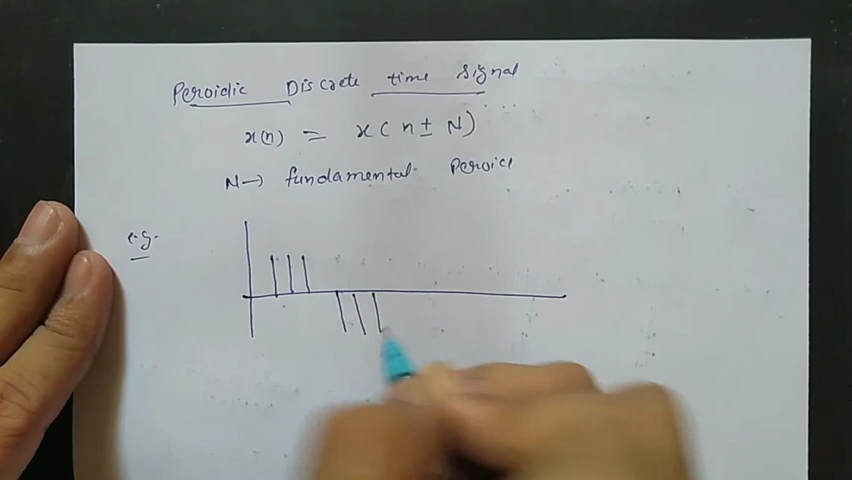 Peroidic Discrete time Signal
x(n) = x( n ± N)
N → fundamental Peroid
e.g.